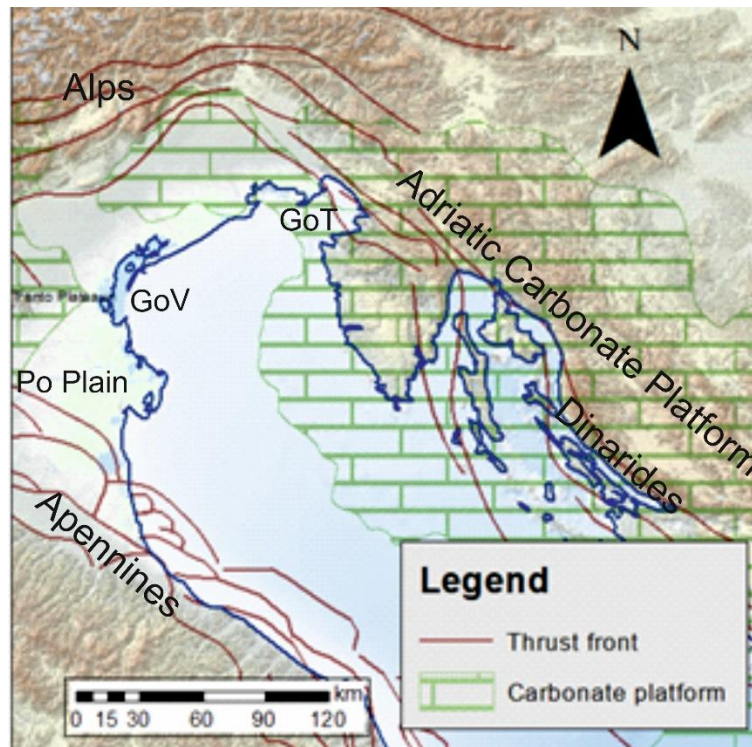 N
Alps
Adriatic Carbonate Platform
GoT
GoV
Po Plain
Dinarides
Apennines
Legend
Thrust front
Carbonate platform
km
0 15 30 60 90 120